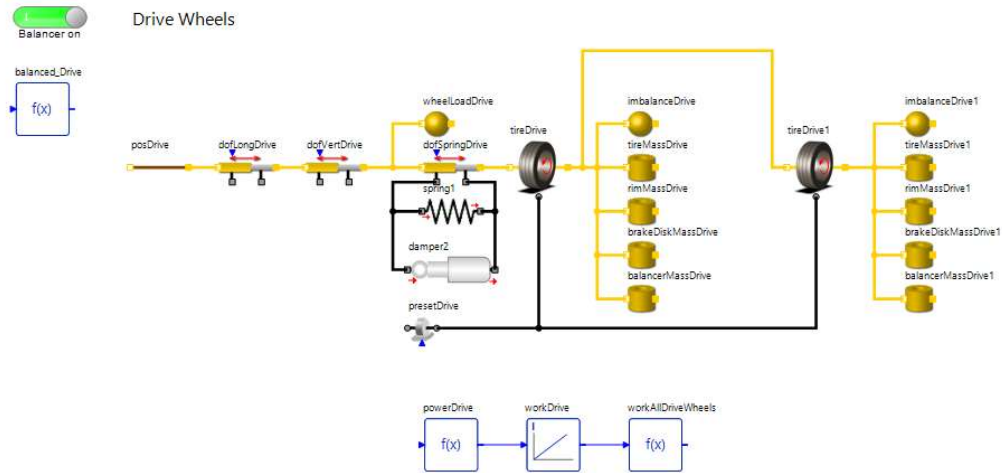 Drive Wheels
Balancer on
balanced_Drive
f(x)
wheelLoadDrive
imbalanceDrive
imbalanceDrive1
posDrive
dofLongDrive
dofVertDrive
dofSpringDrive
tireDrive
tireMassDrive
tireDrive1
tireMassDrive1
spring1
rimMassDrive
rimMassDrive1
damper2
brakeDiskMassDrive
brakeDiskMassDrive1
balancerMassDrive
balancerMassDrive1
presetDrive
powerDrive
workDrive
workAllDriveWheels
f(x)
I
f(x)